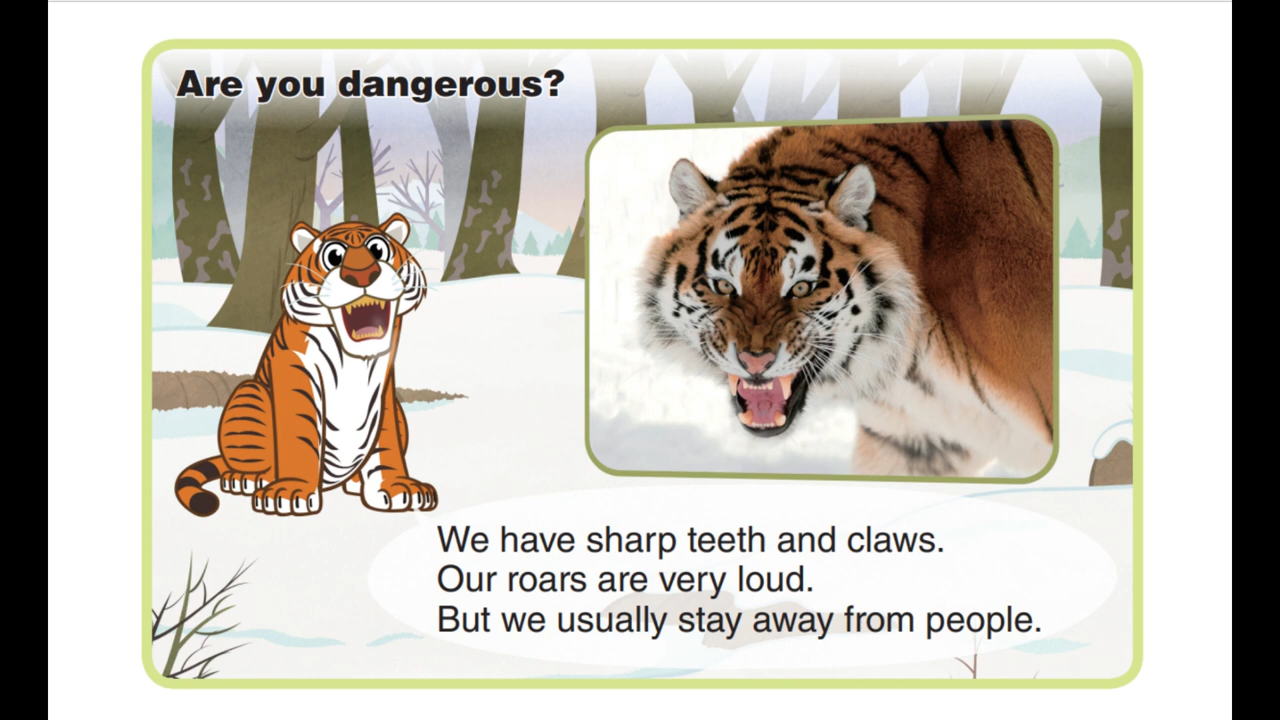 Are you dangerous?
We have sharp teeth and claws.
Our roars are very loud.
But we usually stay away from people.